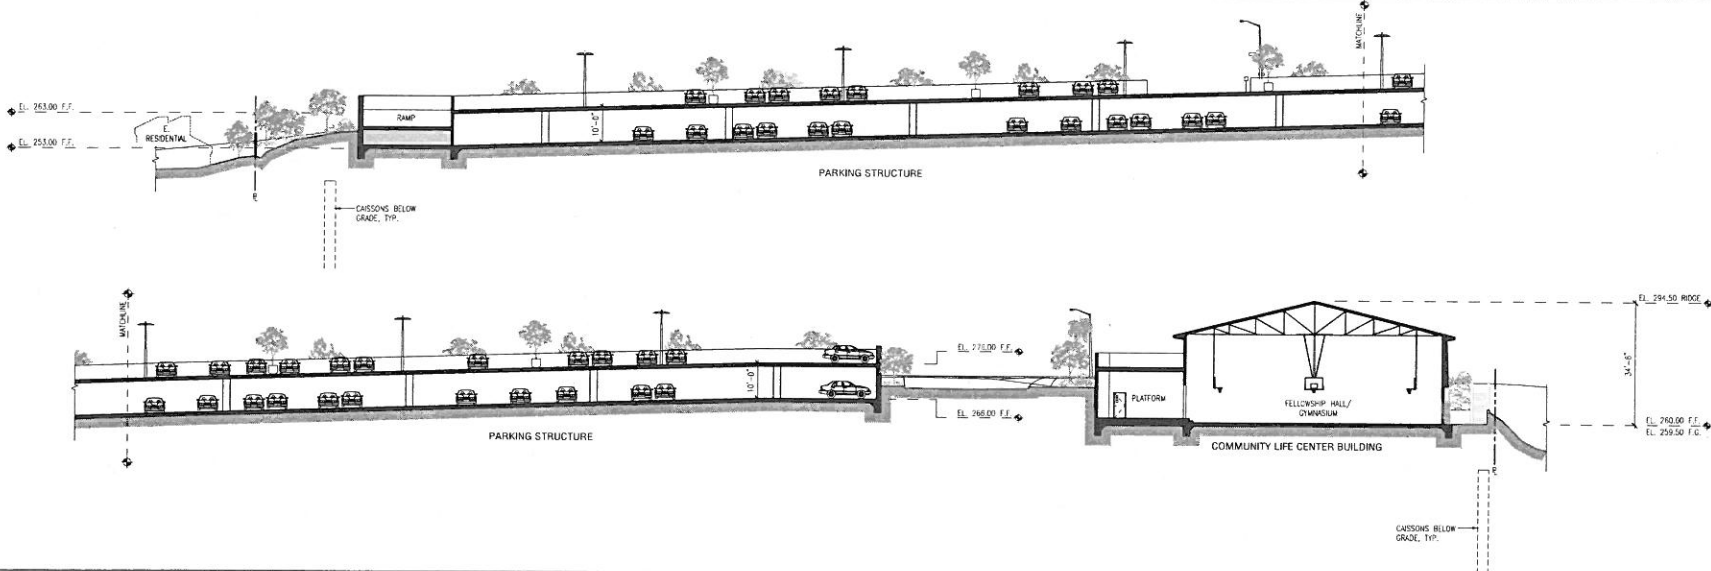 MATCHLINE
EL. 263.00 F.F.
RAMP
10'-0"
E.
RESIDENTIAL
EL. 253.00 F.F.
PARKING STRUCTURE
CAISSONS BELOW
GRADE, TYP.
MATCHLINE
EL. 294.50 RIDGE
EL. 276.00 F.F.
10'-0"
34'-6"
PLATFORM
FELLOWSHIP HALL/
GYMNASIUM
EL. 266.00 F.F.
EL. 260.00 F.F.
EL. 259.50 F.G.
PARKING STRUCTURE
COMMUNITY LIFE CENTER BUILDING
CAISSONS BELOW
GRADE, TYP.